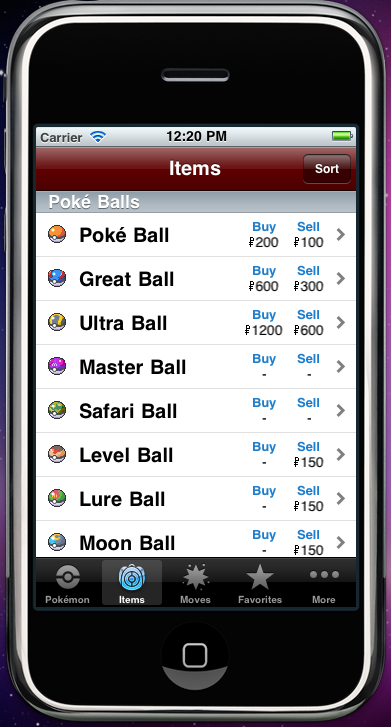 Carrier 12:20 PM
Items Sort
Poké Balls
Poké Ball Buy ₽200 Sell ₽100
Great Ball Buy ₽600 Sell ₽300
Ultra Ball Buy ₽1200 Sell ₽600
Master Ball Buy - Sell -
Safari Ball Buy - Sell -
Level Ball Buy - Sell ₽150
Lure Ball Buy - Sell ₽150
Moon Ball Buy - Sell ₽150
Pokémon Items Moves Favorites More